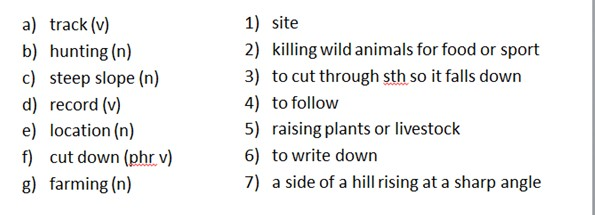 a) track (v)
b) hunting (n)
c) steep slope (n)
d) record (v)
e) location (n)
f) cut down (phr v)
g) farming (n)
1) site
2) killing wild animals for food or sport
3) to cut through sth so it falls down
4) to follow
5) raising plants or livestock
6) to write down
7) a side of a hill rising at a sharp angle